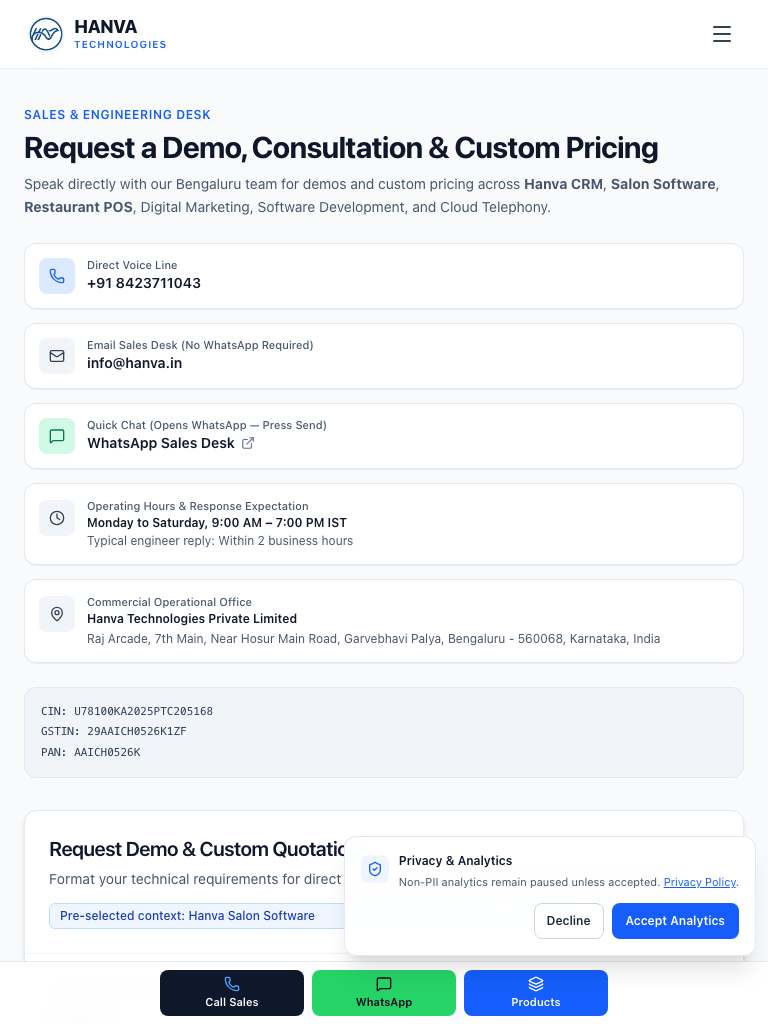 HANVA
TECHNOLOGIES
SALES & ENGINEERING DESK
Request a Demo, Consultation & Custom Pricing
Speak directly with our Bengaluru team for demos and custom pricing across Hanva CRM, Salon Software,
Restaurant POS, Digital Marketing, Software Development, and Cloud Telephony.
Direct Voice Line
+91 8423711043
Email Sales Desk (No WhatsApp Required)
info@hanva.in
Quick Chat (Opens WhatsApp — Press Send)
WhatsApp Sales Desk
Operating Hours & Response Expectation
Monday to Saturday, 9:00 AM – 7:00 PM IST
Typical engineer reply: Within 2 business hours
Commercial Operational Office
Hanva Technologies Private Limited
Raj Arcade, 7th Main, Near Hosur Main Road, Garvebhavi Palya, Bengaluru - 560068, Karnataka, India
CIN: U78100KA2025PTC205168
GSTIN: 29AAICH0526K1ZF
PAN: AAICH0526K
Request Demo & Custom
Format your technical requirements for direct
Pre-selected context: Hanva Salon Software
Privacy & Analytics
Non-PII analytics remain paused unless accepted. Privacy Policy.
Decline
Accept Analytics
Call Sales
WhatsApp
Products